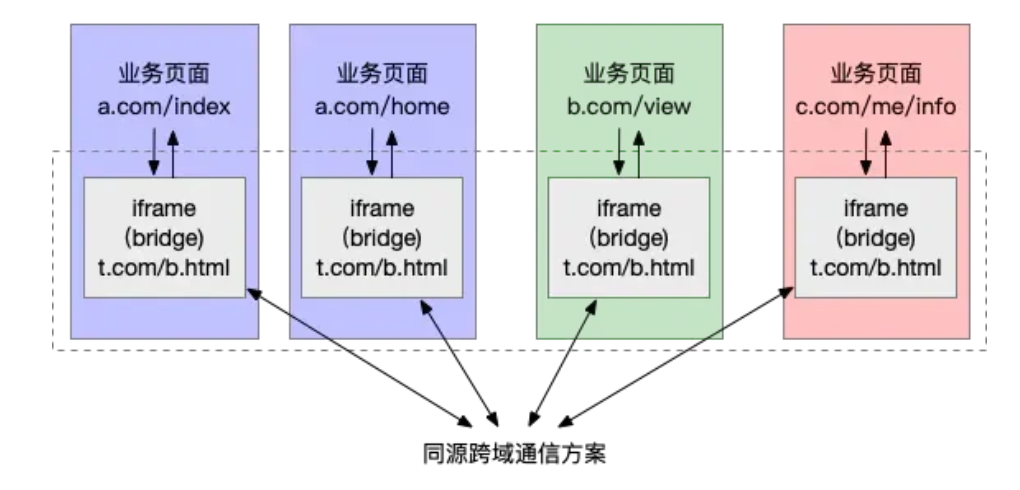 业务页面
a.com/index
业务页面
a.com/home
业务页面
b.com/view
业务页面
c.com/me/info
iframe
(bridge)
t.com/b.html
iframe
(bridge)
t.com/b.html
iframe
(bridge)
t.com/b.html
iframe
(bridge)
t.com/b.html
同源跨域通信方案